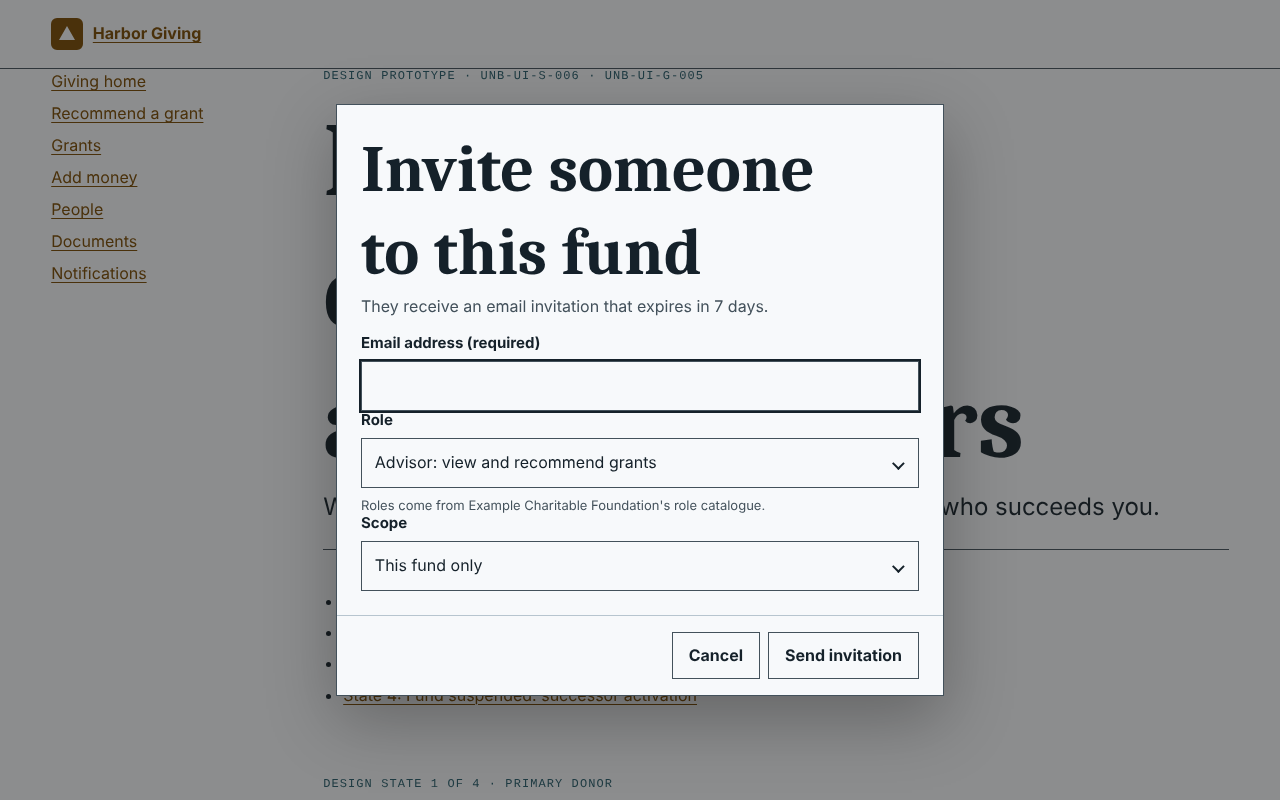 Harbor Giving
Giving home
Recommend a grant
Grants
Add money
People
Documents
Notifications
DESIGN PROTOTYPE · UNB-UI-S-006 · UNB-UI-G-005
Invite someone
to this fund
They receive an email invitation that expires in 7 days.
Email address (required)
Role
Advisor: view and recommend grants
Roles come from Example Charitable Foundation's role catalogue.
Scope
This fund only
Cancel
Send invitation
who succeeds you.
State 4: Fund suspended: successor activation
DESIGN STATE 1 OF 4 · PRIMARY DONOR